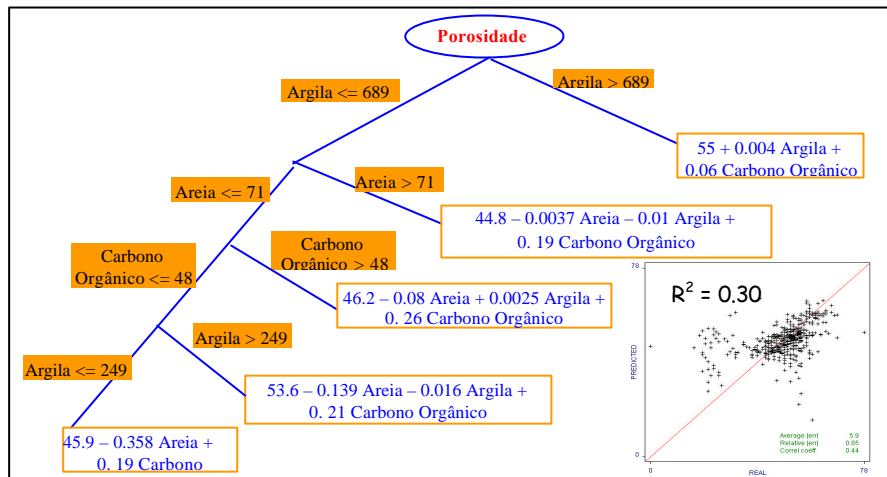 Porosidade
Argila <= 689
Argila > 689
55 + 0.004 Argila +
0.06 Carbono Orgânico
Areia <= 71
Areia > 71
44.8 – 0.0037 Areia – 0.01 Argila +
0. 19 Carbono Orgânico
Carbono
Orgânico <= 48
Carbono
Orgânico > 48
46.2 – 0.08 Areia + 0.0025 Argila +
0. 26 Carbono Orgânico
Argila > 249
Argila <= 249
53.6 – 0.139 Areia – 0.016 Argila +
0. 21 Carbono Orgânico
45.9 – 0.358 Areia +
0. 19 Carbono
78
R² = 0.30
PREDICTED
Average |err| 5.9
Relative |err| 0.85
Correl coeff 0.44
0
0
REAL
78